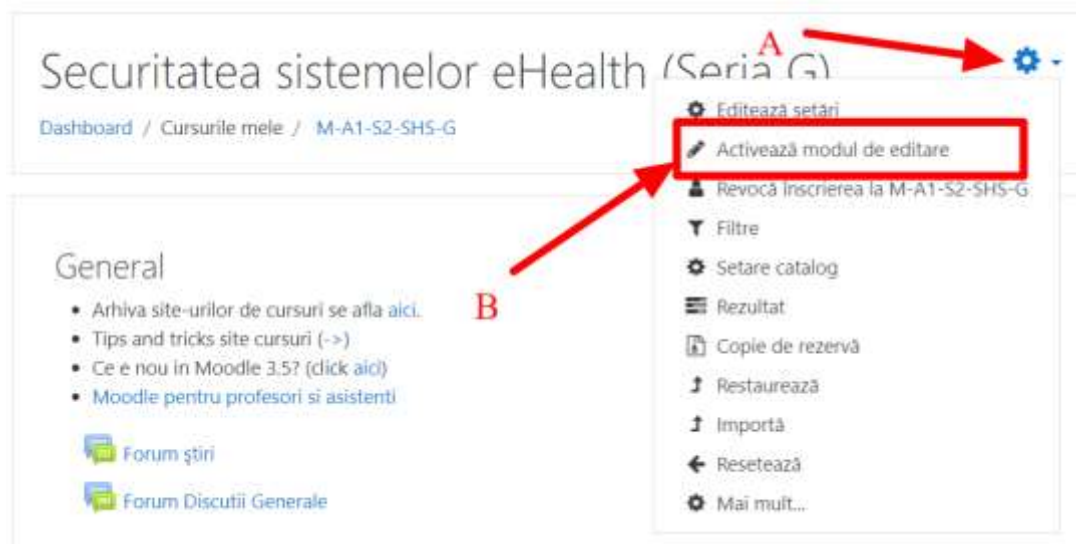 A
Securitatea sistemelor eHealth (Seria G)
Dashboard / Cursurile mele / M-A1-S2-SHS-G
Editează setări
Activează modul de editare
Revocă înscrierea la M-A1-S2-SHS-G
Filtre
Setare catalog
Rezultat
Copie de rezervă
Restaurează
Importă
Resetează
Mai mult...
B
General
Arhiva site-urilor de cursuri se afla aici.
Tips and tricks site cursuri (->)
Ce e nou in Moodle 3.5? (click aici)
Moodle pentru profesori si asistenti
Forum știri
Forum Discutii Generale